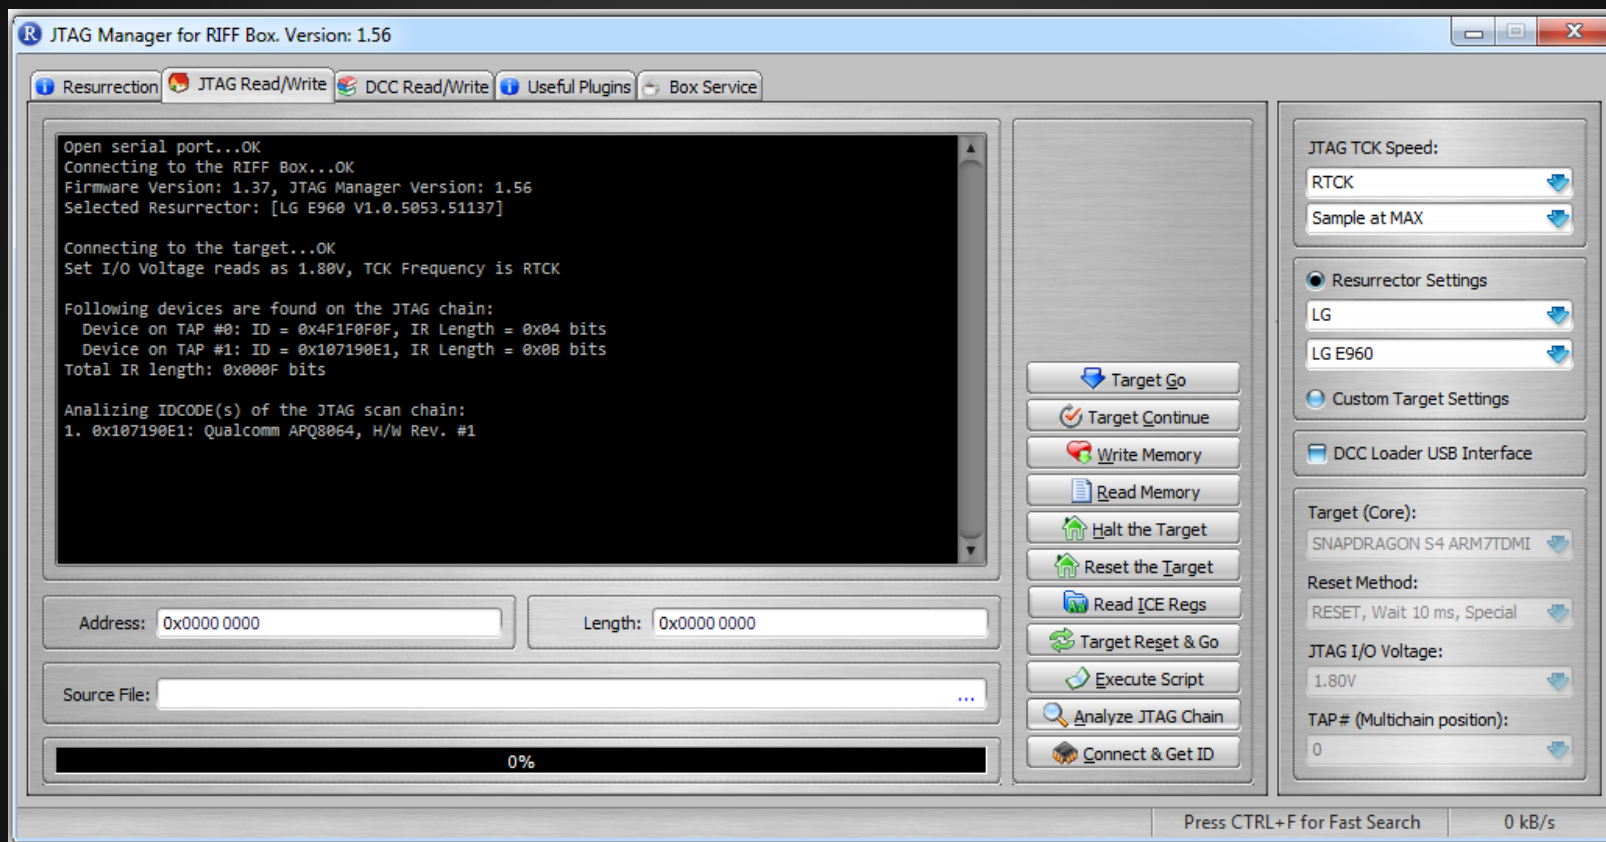 JTAG Manager for RIFF Box. Version: 1.56
Resurrection
JTAG Read/Write
DCC Read/Write
Useful Plugins
Box Service
Open serial port...OK
Connecting to the RIFF Box...OK
Firmware Version: 1.37, JTAG Manager Version: 1.56
Selected Resurrector: [LG E960 V1.0.5053.51137]
Connecting to the target...OK
Set I/O Voltage reads as 1.80V, TCK Frequency is RTCK
Following devices are found on the JTAG chain:
Device on TAP #0: ID = 0x4F1F0F0F, IR Length = 0x04 bits
Device on TAP #1: ID = 0x107190E1, IR Length = 0x0B bits
Total IR length: 0x000F bits
Analizing IDCODE(s) of the JTAG scan chain:
1. 0x107190E1: Qualcomm APQ8064, H/W Rev. #1
Address: 0x0000 0000
Length: 0x0000 0000
Source File: ...
0%
Target Go
Target Continue
Write Memory
Read Memory
Halt the Target
Reset the Target
Read ICE Regs
Target Reset & Go
Execute Script
Analyze JTAG Chain
Connect & Get ID
JTAG TCK Speed:
RTCK
Sample at MAX
Resurrector Settings
LG
LG E960
Custom Target Settings
DCC Loader USB Interface
Target (Core):
SNAPDRAGON S4 ARM7TDMI
Reset Method:
RESET, Wait 10 ms, Special
JTAG I/O Voltage:
1.80V
TAP# (Multichain position):
0
Press CTRL+F for Fast Search
0 kB/s